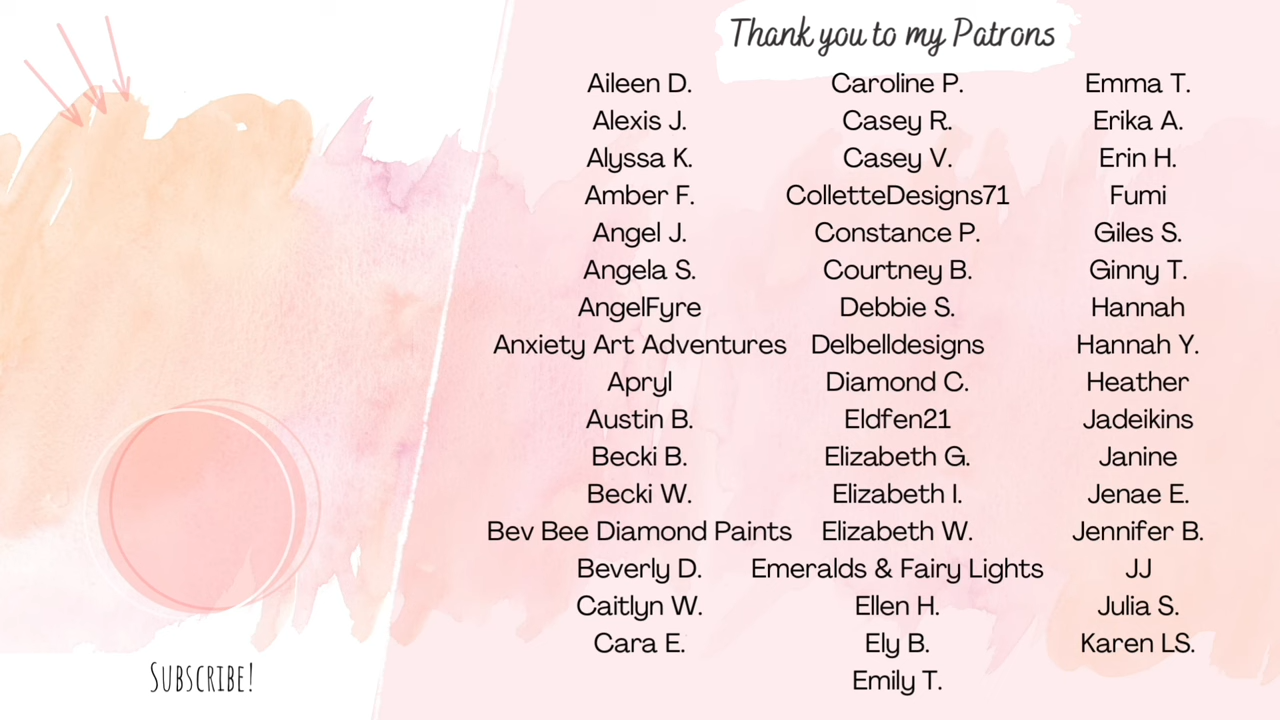 Thank you to my Patrons
Aileen D.
Alexis J.
Alyssa K.
Amber F.
Angel J.
Angela S.
AngelFyre
Anxiety Art Adventures
Apryl
Austin B.
Becki B.
Becki W.
Bev Bee Diamond Paints
Beverly D.
Caitlyn W.
Cara E.
Caroline P.
Casey R.
Casey V.
ColletteDesigns71
Constance P.
Courtney B.
Debbie S.
Delbelldesigns
Diamond C.
Eldfen21
Elizabeth G.
Elizabeth I.
Elizabeth W.
Emeralds & Fairy Lights
Ellen H.
Ely B.
Emily T.
Emma T.
Erika A.
Erin H.
Fumi
Giles S.
Ginny T.
Hannah
Hannah Y.
Heather
Jadeikins
Janine
Jenae E.
Jennifer B.
JJ
Julia S.
Karen LS.
Subscribe!